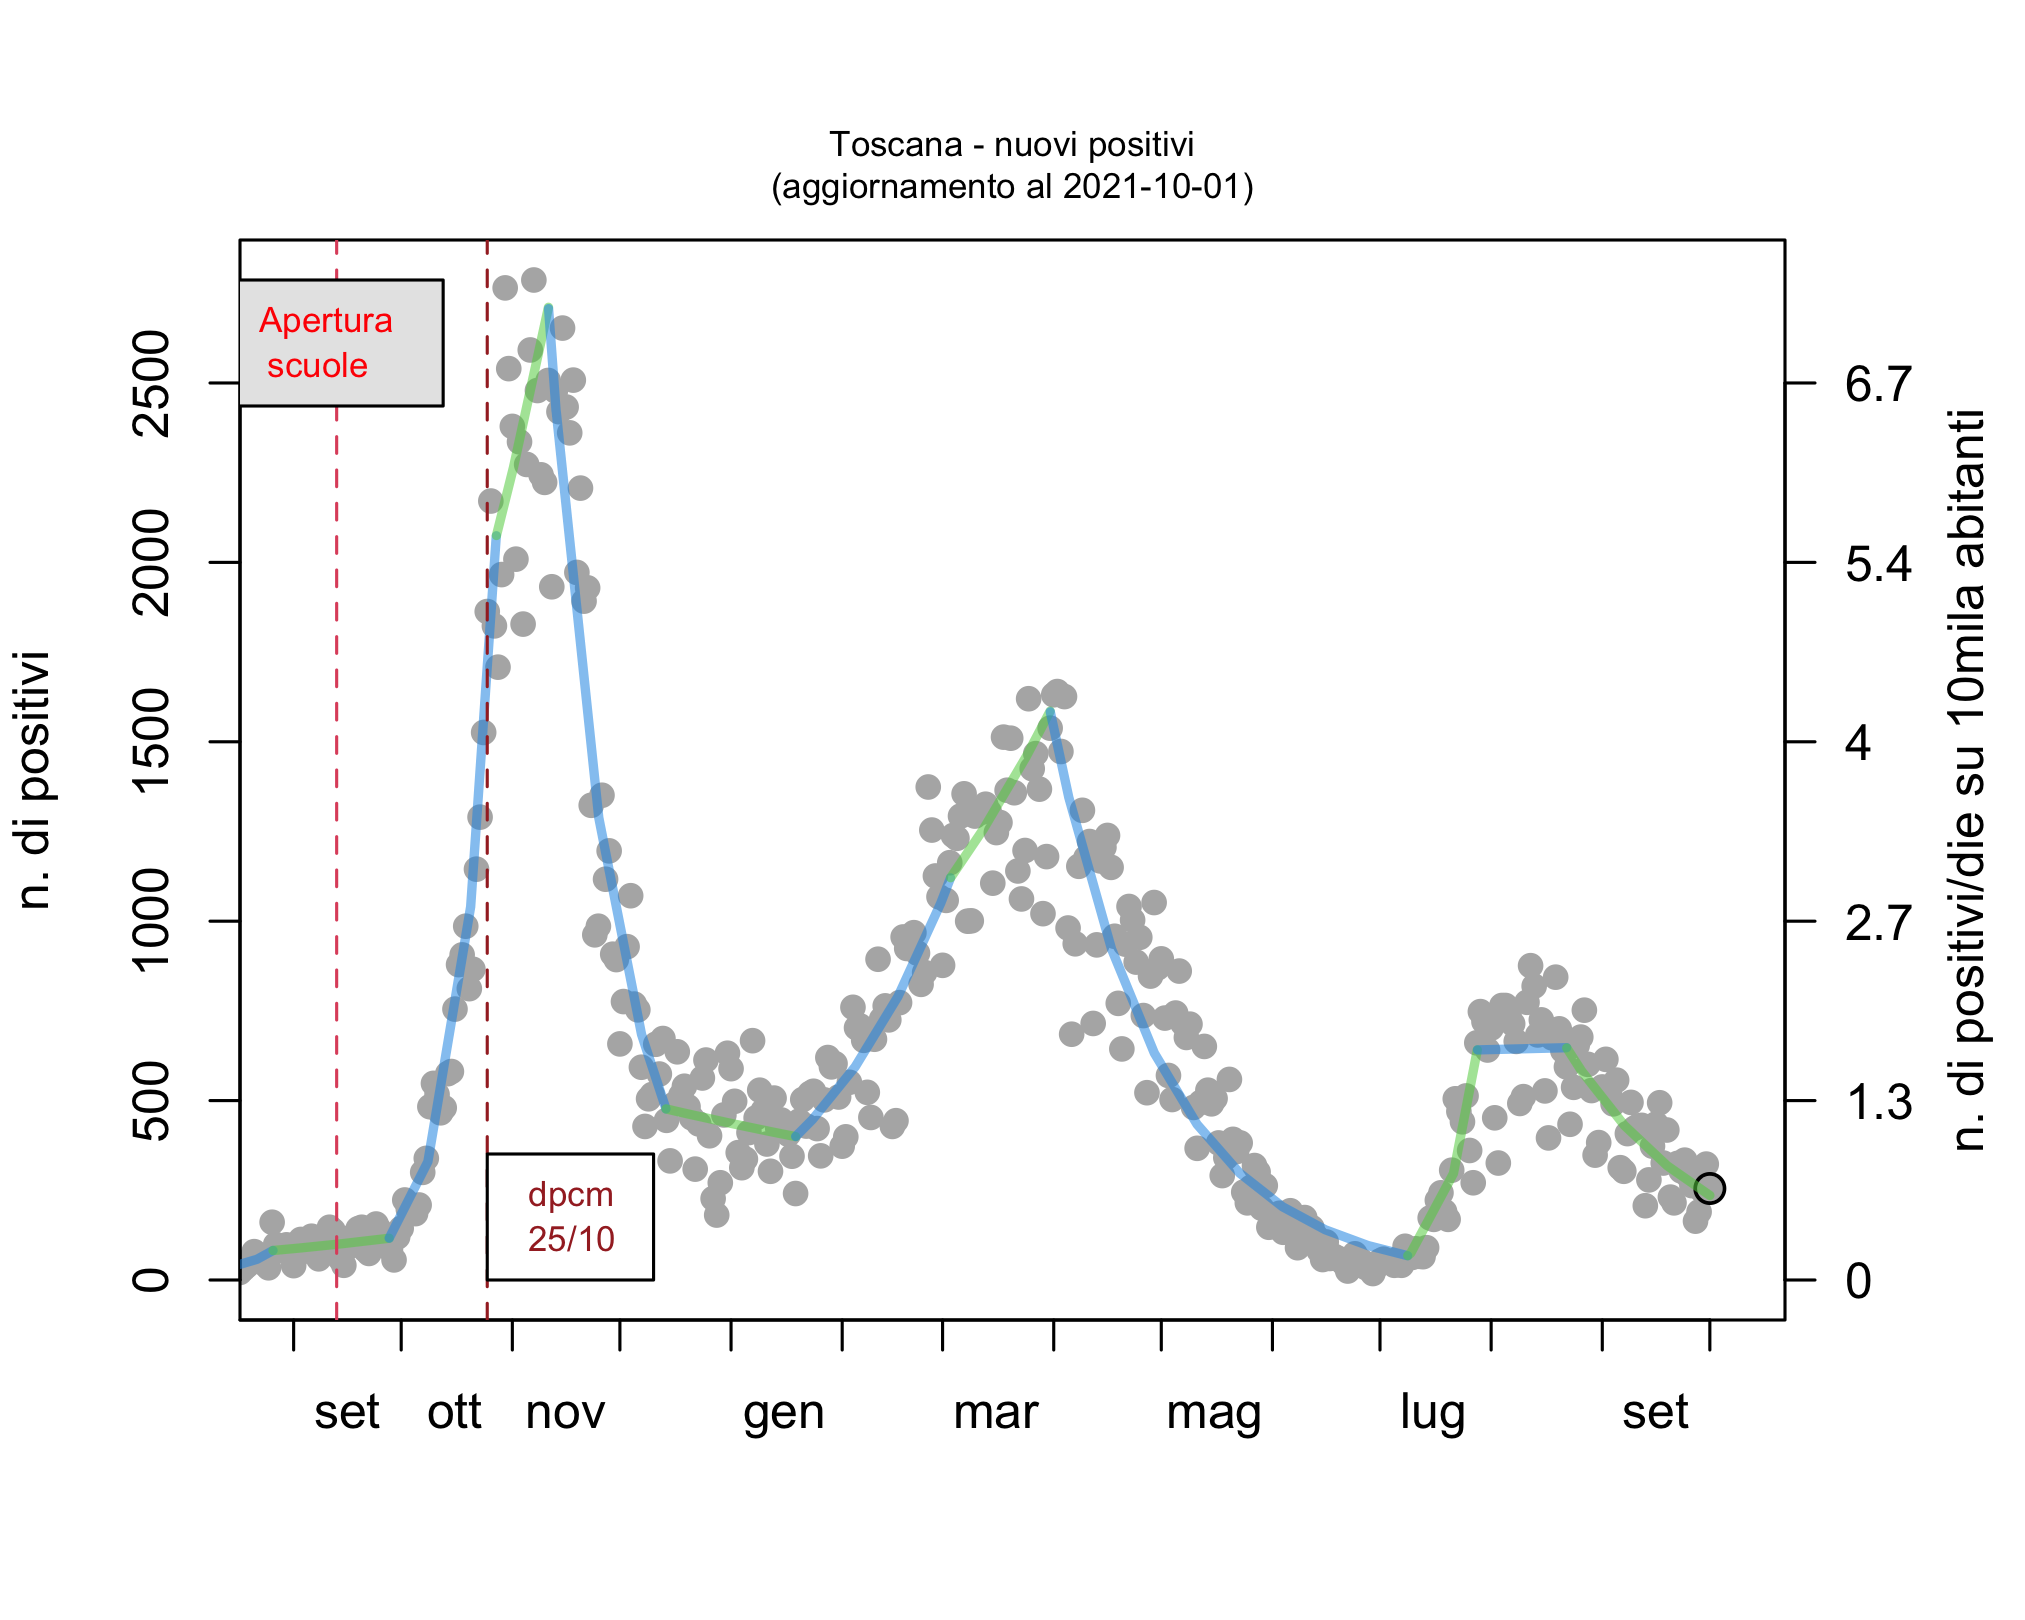 Toscana - nuovi positivi
(aggiornamento al 2021-10-01)
Apertura
scuole
dpcm
25/10
n. di positivi
0
500
1000
1500
2000
2500
0
1.3
2.7
4
5.4
6.7
n. di positivi/die su 10mila abitanti
set ott nov gen mar mag lug set